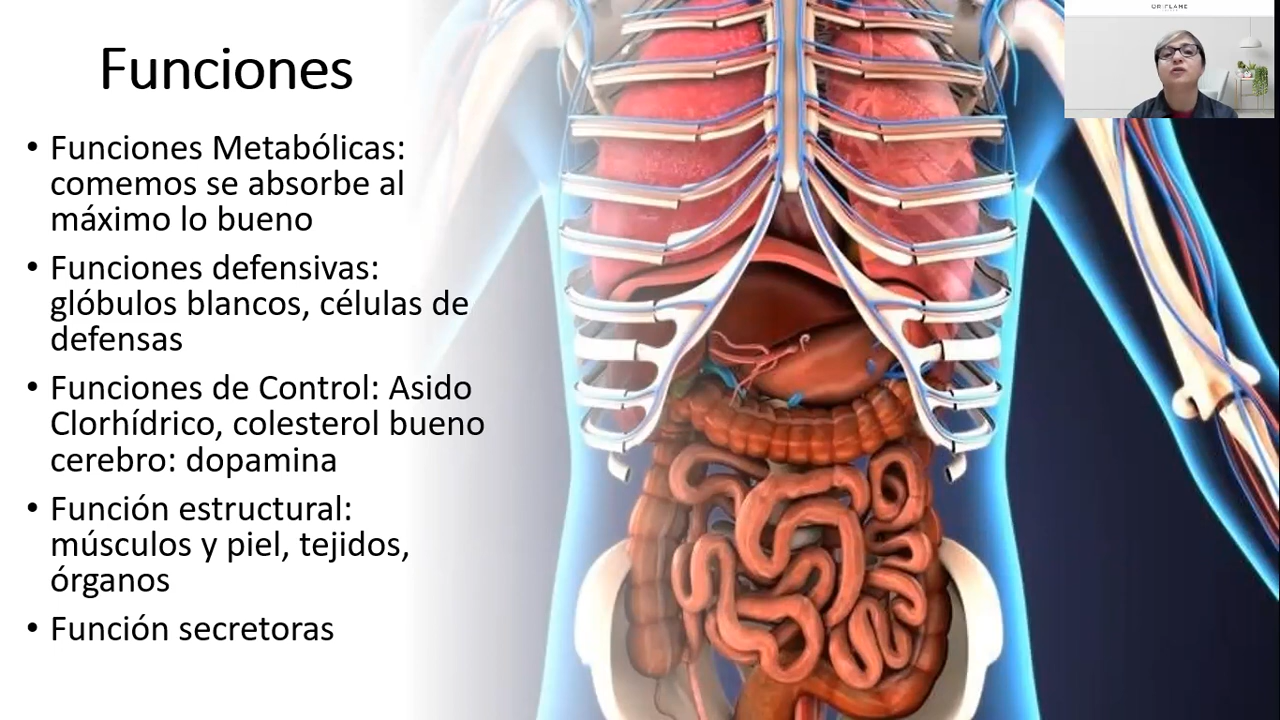 Funciones
• Funciones Metabólicas:
comemos se absorbe al
máximo lo bueno
• Funciones defensivas:
glóbulos blancos, células de
defensas
• Funciones de Control: Asido
Clorhídrico, colesterol bueno
cerebro: dopamina
• Función estructural:
músculos y piel, tejidos,
órganos
• Función secretoras
ORIFLAME